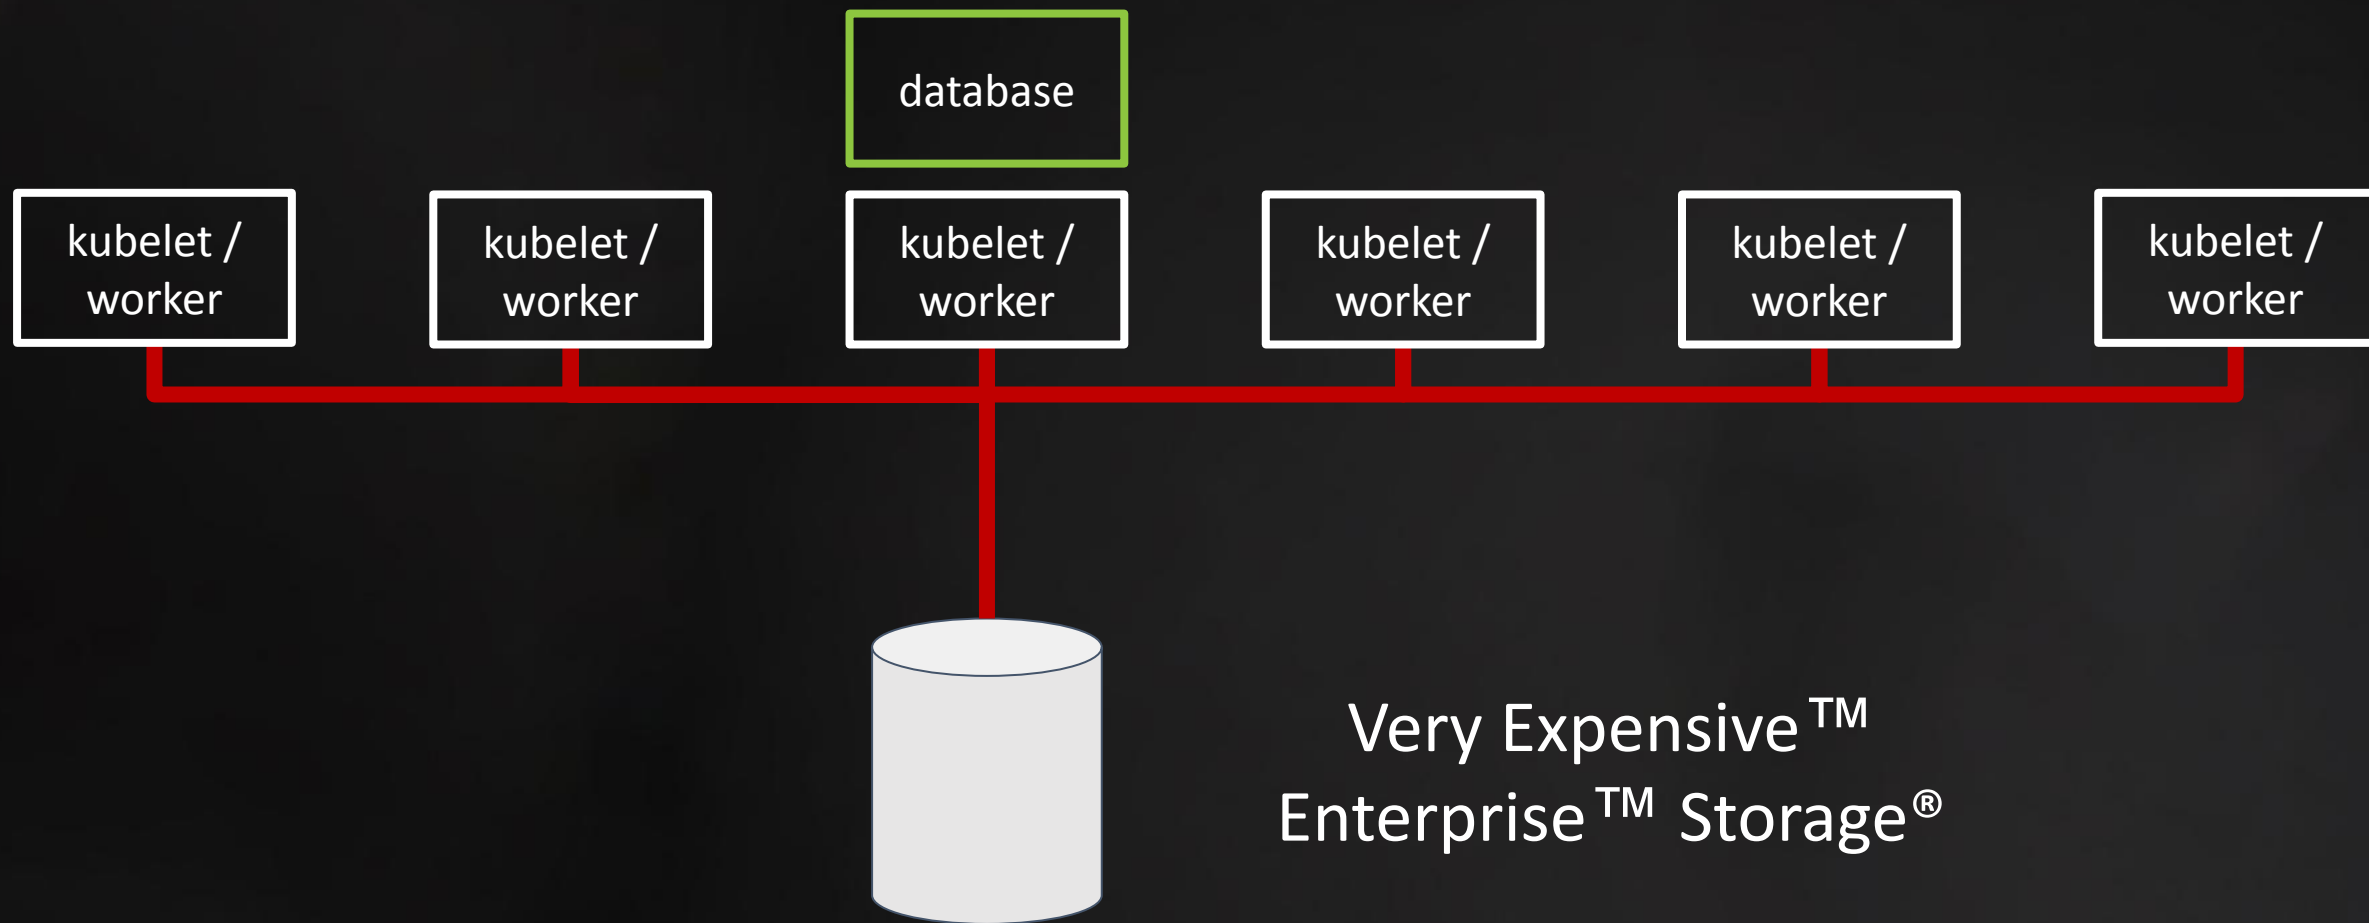 database
kubelet /
worker
kubelet /
worker
kubelet /
worker
kubelet /
worker
kubelet /
worker
kubelet /
worker
Very Expensive™
Enterprise™ Storage®